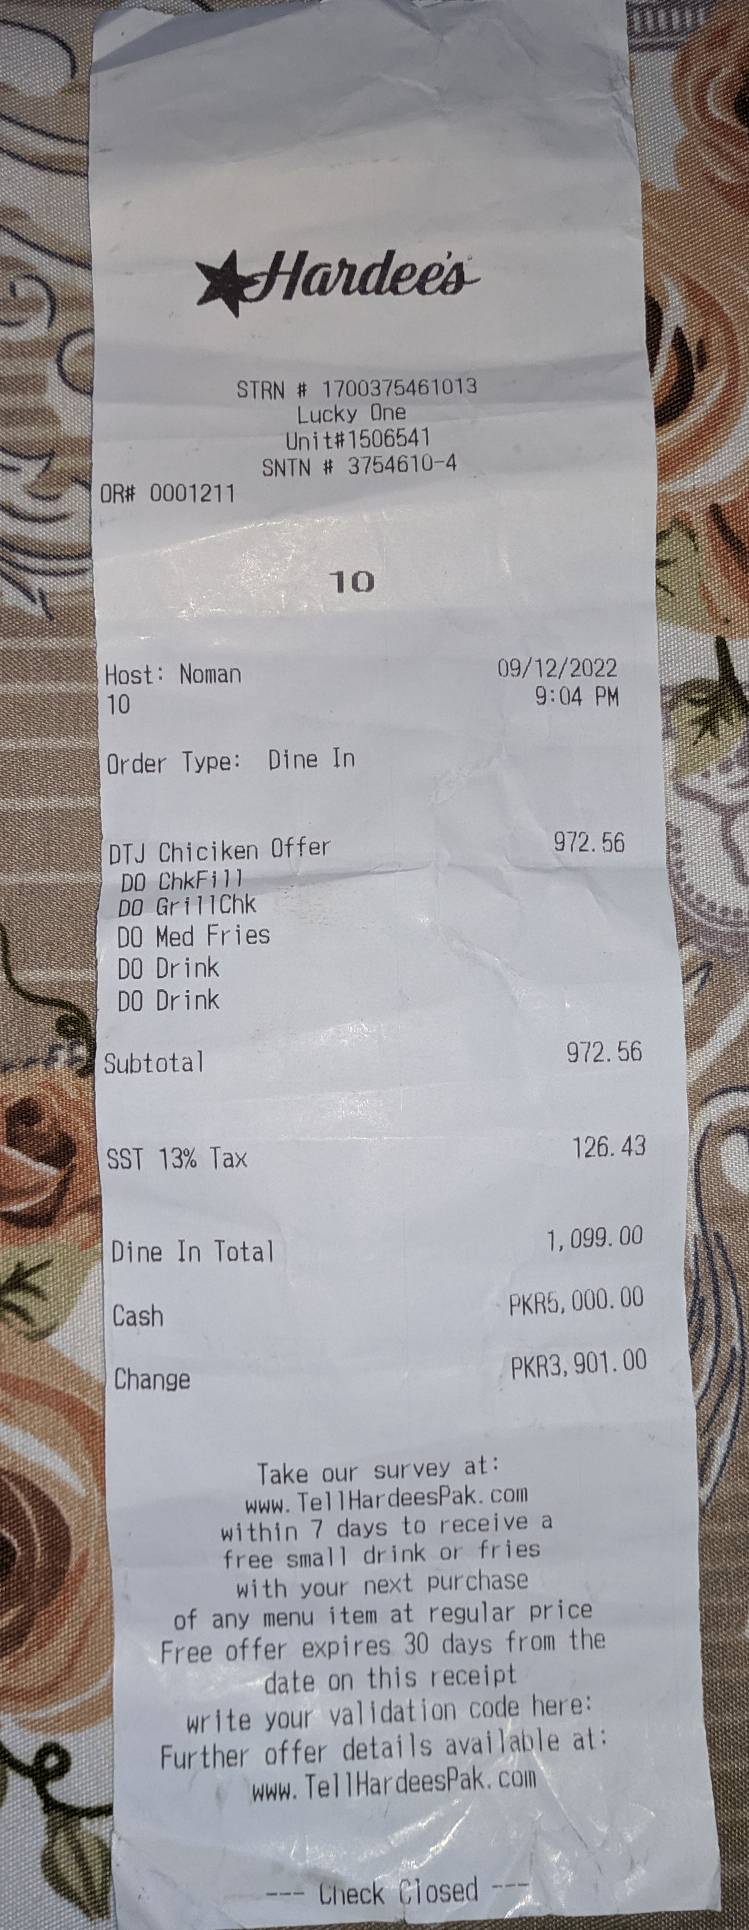 Hardee's
STRN # 1700375461013
Lucky One
Unit#1506541
SNTN # 3754610-4
OR# 0001211
10
Host: Noman 09/12/2022
10 9:04 PM
Order Type: Dine In
DTJ Chiciken Offer 972.56
DO ChkFill
DO GrillChk
DO Med Fries
DO Drink
DO Drink
Subtotal 972.56
SST 13% Tax 126.43
Dine In Total 1,099.00
Cash PKR5,000.00
Change PKR3,901.00
Take our survey at:
www.TellHardeesPak.com
within 7 days to receive a
free small drink or fries
with your next purchase
of any menu item at regular price
Free offer expires 30 days from the
date on this receipt
write your validation code here:
Further offer details available at:
www.TellHardeesPak.com
--- Check Closed ---